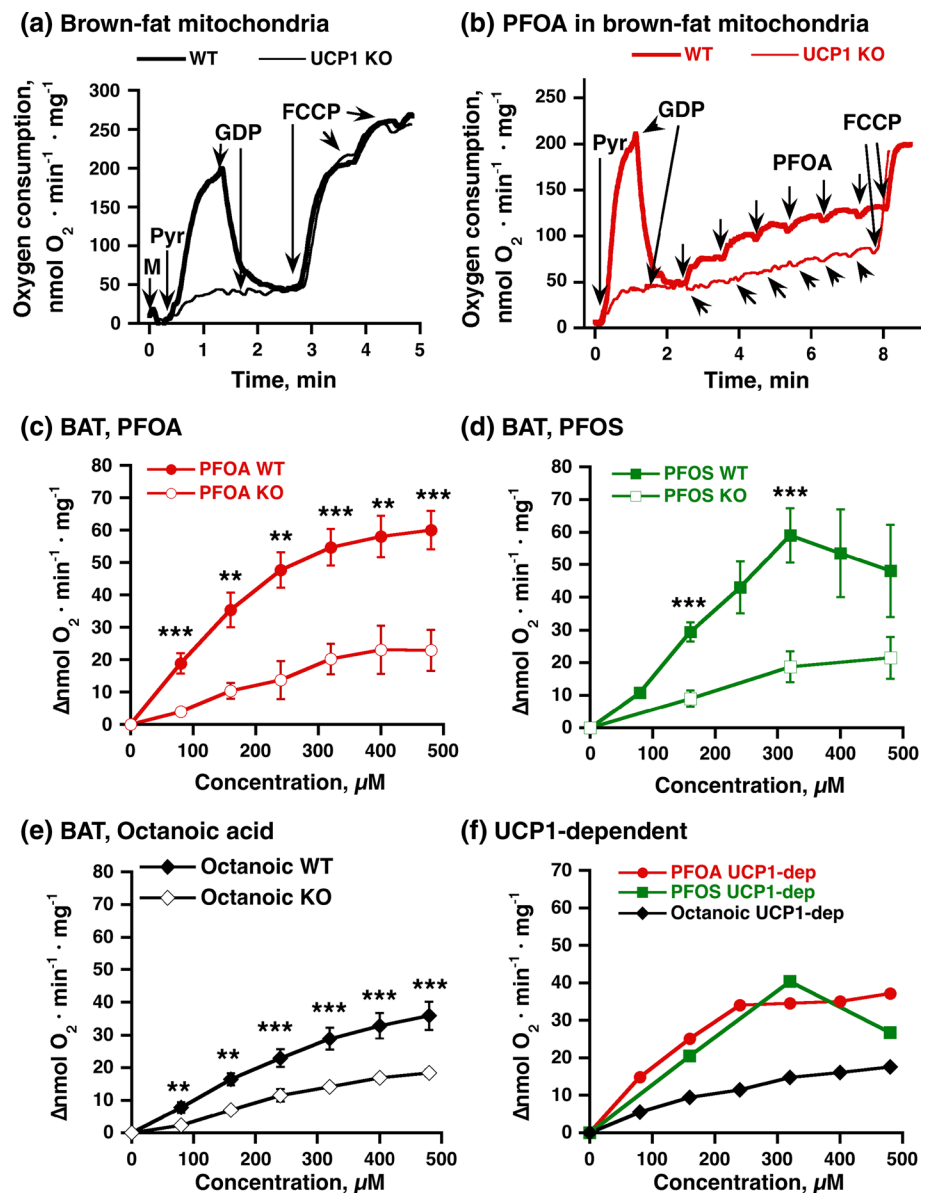 (a) Brown-fat mitochondria
WT UCP1 KO
Oxygen consumption,
nmol O₂ · min⁻¹ · mg⁻¹
300
250
200
150
100
50
0
M
Pyr
GDP
FCCP
0 1 2 3 4 5
Time, min
(b) PFOA in brown-fat mitochondria
WT UCP1 KO
Oxygen consumption,
nmol O₂ · min⁻¹ · mg⁻¹
250
200
150
100
50
0
Pyr
GDP
PFOA
FCCP
0 2 4 6 8
Time, min
(c) BAT, PFOA
PFOA WT
PFOA KO
Δnmol O₂ · min⁻¹ · mg⁻¹
80
70
60
50
40
30
20
10
0
*** ** ** *** ** ***
0 100 200 300 400 500
Concentration, µM
(d) BAT, PFOS
PFOS WT
PFOS KO
Δnmol O₂ · min⁻¹ · mg⁻¹
80
70
60
50
40
30
20
10
0
*** ***
0 100 200 300 400 500
Concentration, µM
(e) BAT, Octanoic acid
Octanoic WT
Octanoic KO
Δnmol O₂ · min⁻¹ · mg⁻¹
80
70
60
50
40
30
20
10
0
** ** *** *** *** ***
0 100 200 300 400 500
Concentration, µM
(f) UCP1-dependent
PFOA UCP1-dep
PFOS UCP1-dep
Octanoic UCP1-dep
Δnmol O₂ · min⁻¹ · mg⁻¹
70
60
50
40
30
20
10
0
0 100 200 300 400 500
Concentration, µM